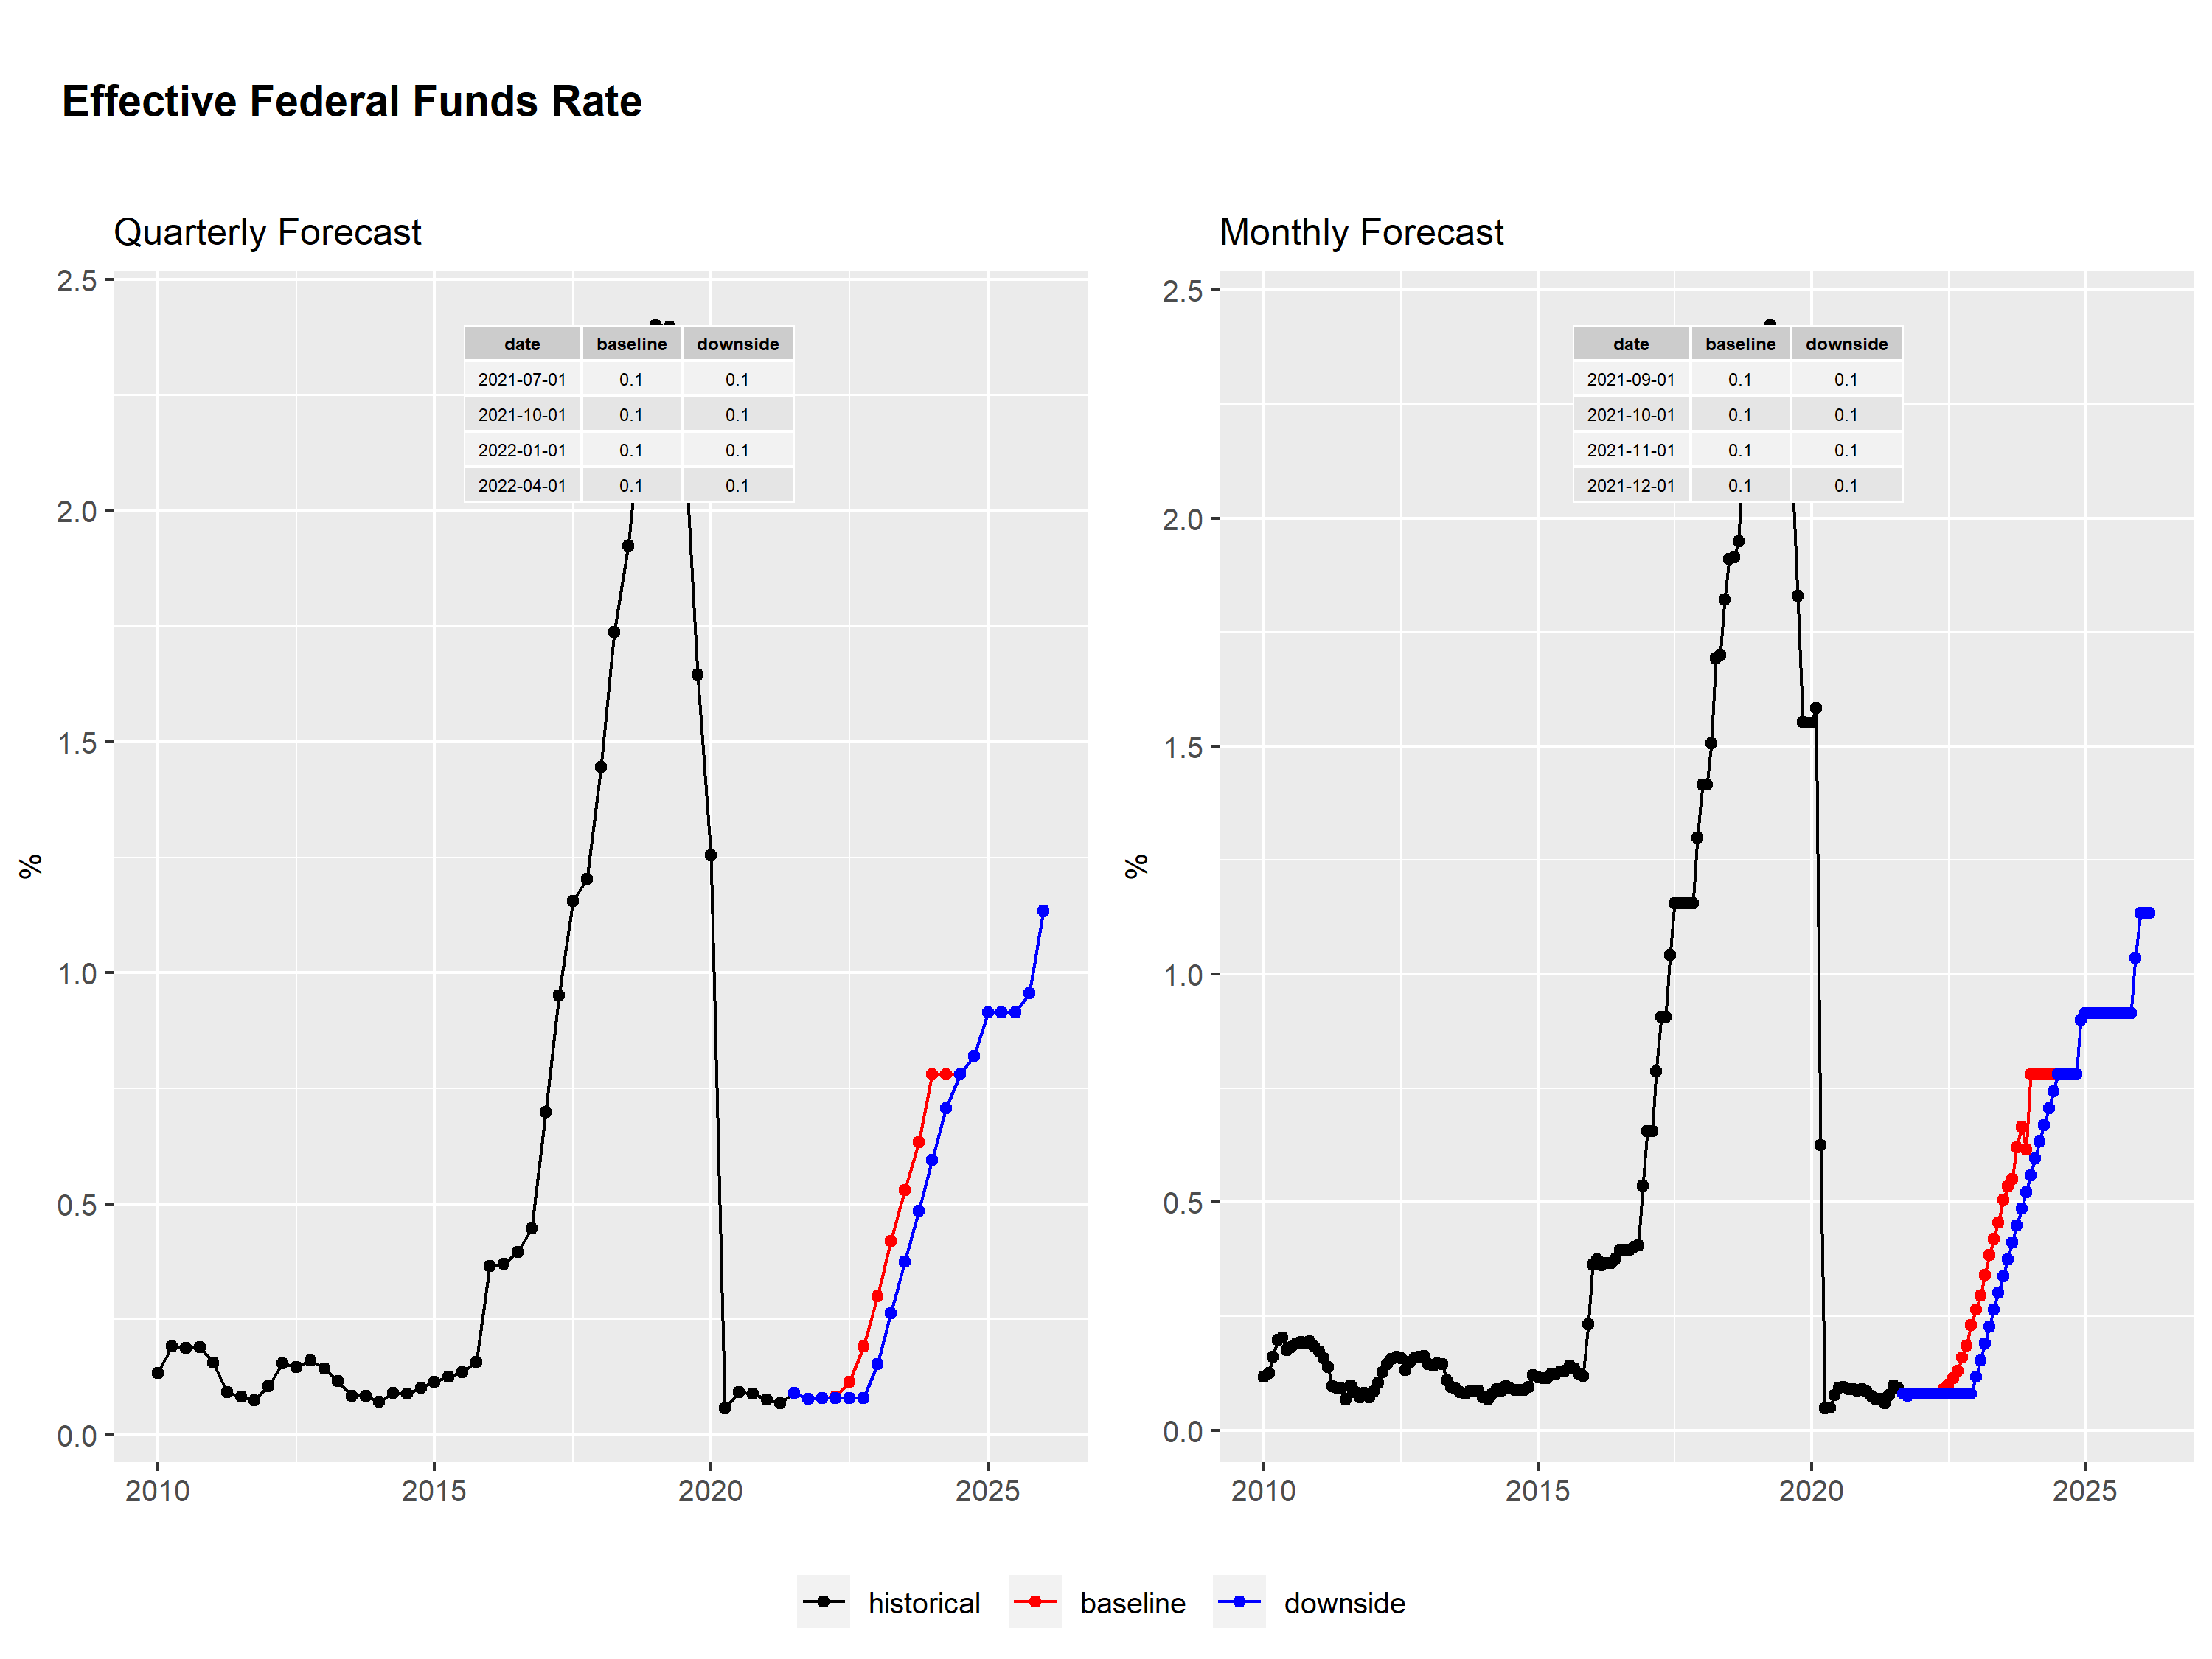 Effective Federal Funds Rate
Quarterly Forecast
2.5
2.0
1.5
1.0
0.5
0.0
%
date baseline downside
2021-07-01 0.1 0.1
2021-10-01 0.1 0.1
2022-01-01 0.1 0.1
2022-04-01 0.1 0.1
2010 2015 2020 2025
Monthly Forecast
2.5
2.0
1.5
1.0
0.5
0.0
%
date baseline downside
2021-09-01 0.1 0.1
2021-10-01 0.1 0.1
2021-11-01 0.1 0.1
2021-12-01 0.1 0.1
2010 2015 2020 2025
historical baseline downside